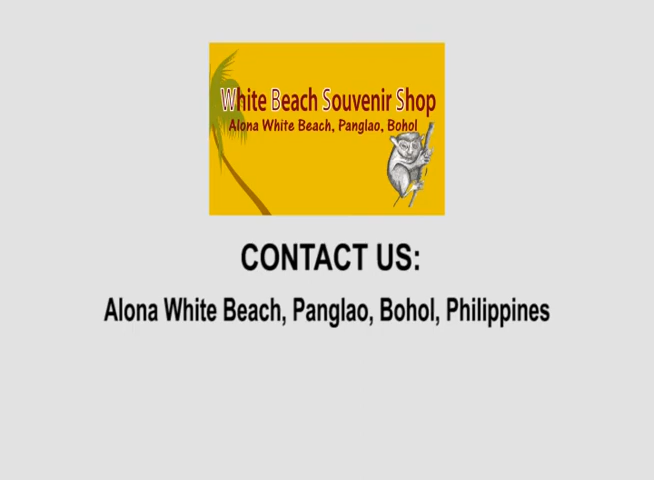 White Beach Souvenir Shop
Alona White Beach, Panglao, Bohol
CONTACT US:
Alona White Beach, Panglao, Bohol, Philippines